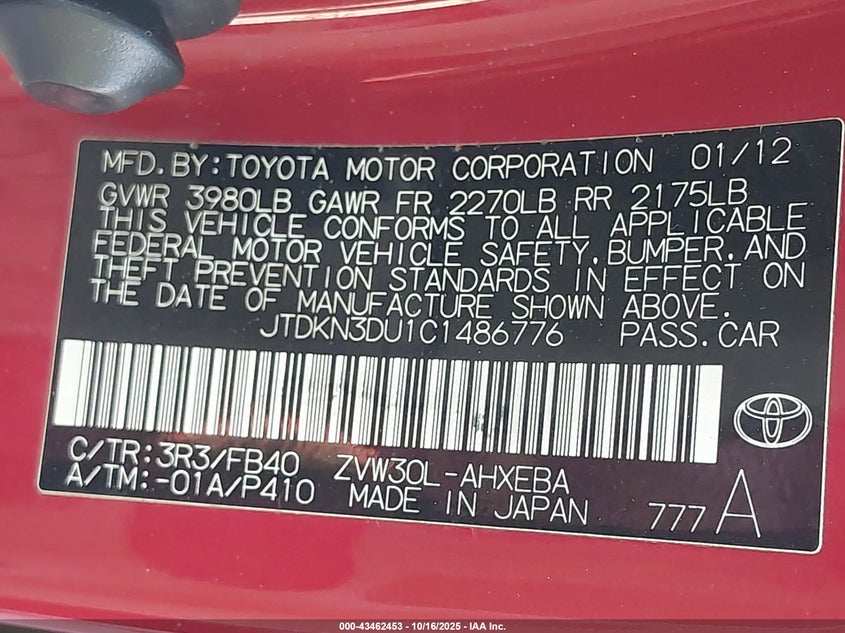 MFD.BY:TOYOTA MOTOR CORPORATION 01/12
GVWR 3980LB GAWR FR 2270LB RR 2175LB
THIS VEHICLE CONFORMS TO ALL APPLICABLE
FEDERAL MOTOR VEHICLE SAFETY,BUMPER,AND
THEFT PREVENTION STANDARDS IN EFFECT ON
THE DATE OF MANUFACTURE SHOWN ABOVE.
JTDKN3DU1C1486776 PASS.CAR
C/TR:3R3/FB40 ZVW30L-AHXEBA
A/TM:-01A/P410 MADE IN JAPAN 777 A
000-43462453 - 10/16/2025 - IAA Inc.